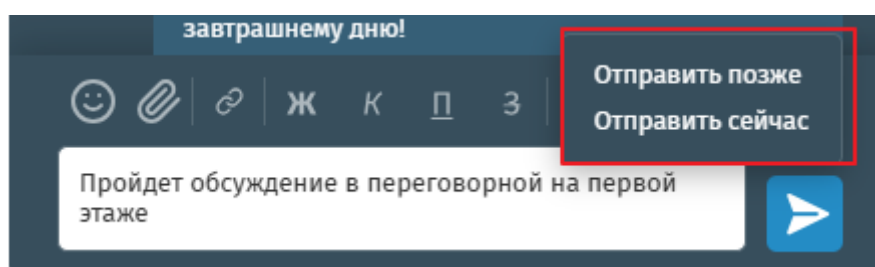 завтрашнему дню!
Отправить позже
Отправить сейчас
Ж К П З
Пройдет обсуждение в переговорной на первой
этаже